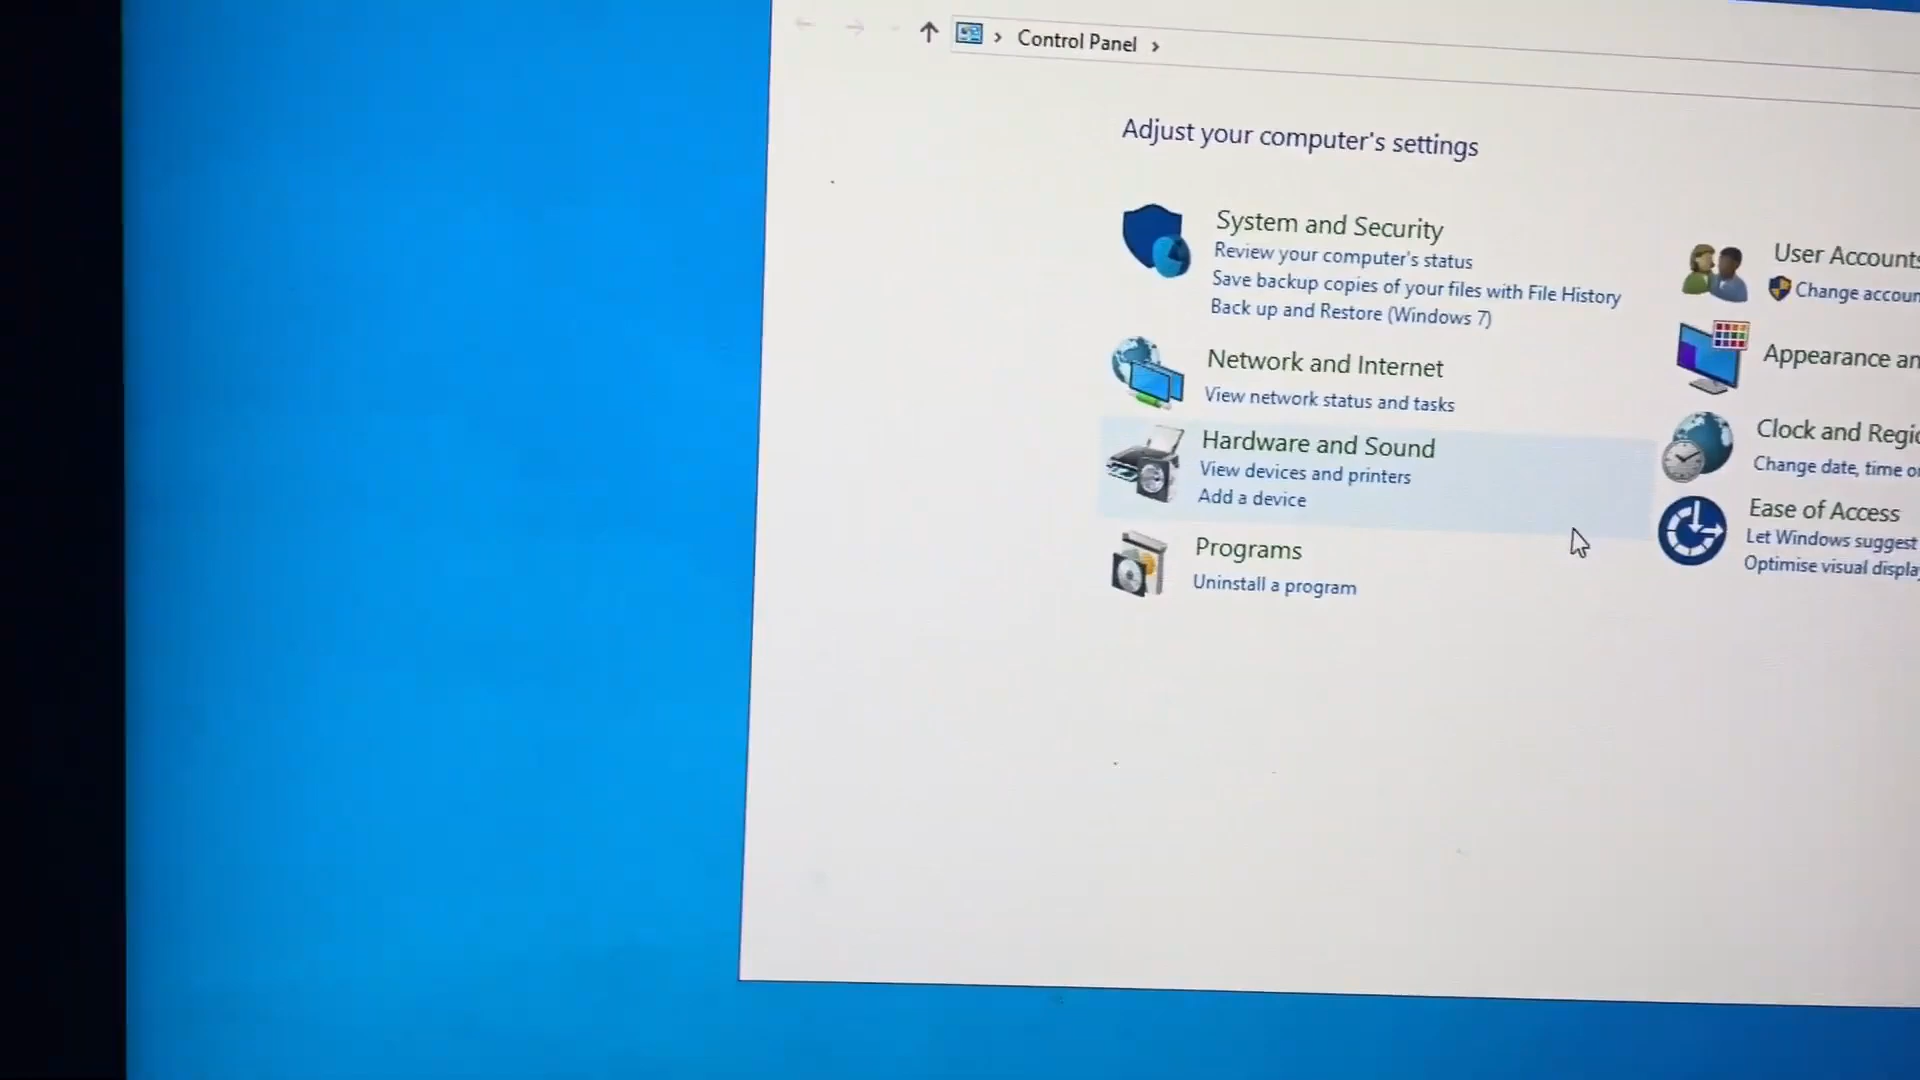 Control Panel
Adjust your computer's settings
System and Security
Review your computer's status
Save backup copies of your files with File History
Back up and Restore (Windows 7)
Network and Internet
View network status and tasks
Hardware and Sound
View devices and printers
Add a device
Programs
Uninstall a program
User Accounts
Change accoun
Appearance an
Clock and Regio
Change date, time o
Ease of Access
Let Windows suggest
Optimise visual displa